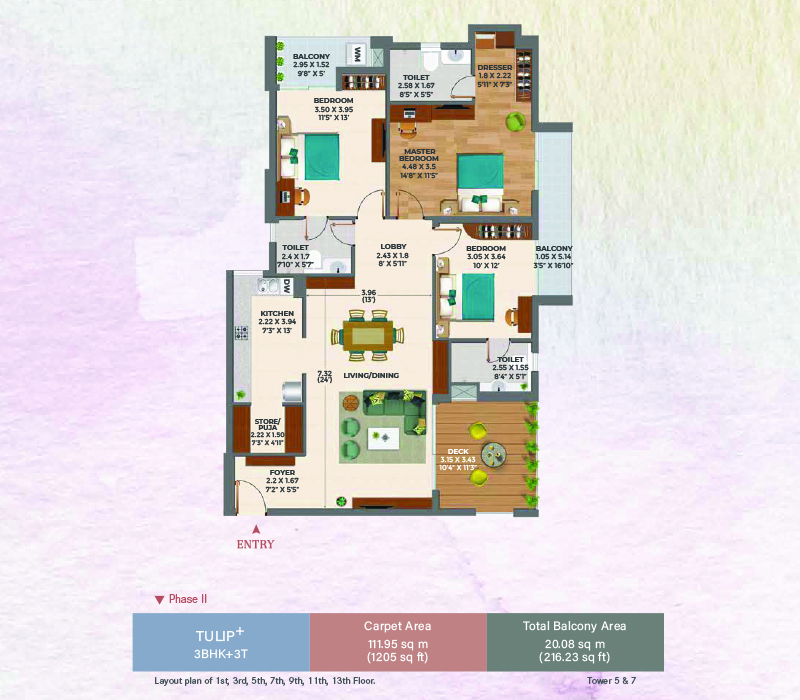 BALCONY
2.95 X 1.52
9'8" X 5'
WM
TOILET
2.58 X 1.67
8'5" X 5'5"
DRESSER
1.8 X 2.22
5'11" X 7'3"
BEDROOM
3.50 X 3.95
11'5" X 13'
MASTER
BEDROOM
4.48 X 3.5
14'8" X 11'5"
TOILET
2.4 X 1.7
7'10" X 5'7"
LOBBY
2.43 X 1.8
8' X 5'11"
BEDROOM
3.05 X 3.64
10' X 12'
BALCONY
1.05 X 5.14
3'5" X 16'10"
DW
3.96
(13')
KITCHEN
2.22 X 3.94
7'3" X 13'
7.32
(24')
LIVING/DINING
TOILET
2.55 X 1.55
8'4" X 5'1"
STORE/
PUJA
2.22 X 1.50
7'3" X 4'11"
DECK
3.15 X 3.43
10'4" X 11'3"
FOYER
2.2 X 1.67
7'2" X 5'5"
ENTRY
Phase II
TULIP+
3BHK+3T
Carpet Area
111.95 sq m
(1205 sq ft)
Total Balcony Area
20.08 sq m
(216.23 sq ft)
Layout plan of 1st, 3rd, 5th, 7th, 9th, 11th, 13th Floor.
Tower 5 & 7